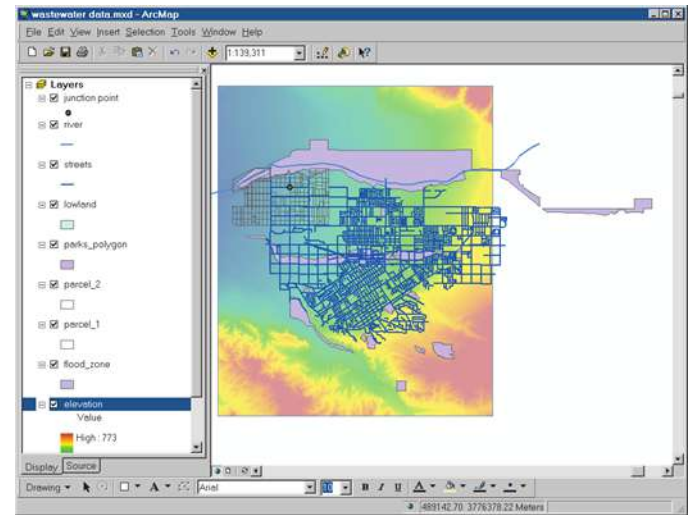 wastewater data.mxd - ArcMap
File Edit View Insert Selection Tools Window Help
1:139,311
Layers
junction point
river
streets
lowland
parks_polygon
parcel_2
parcel_1
flood_zone
elevation
Value
High : 773
Display Source
Drawing A Arial 10 B I U A
489142.70 3776378.22 Meters